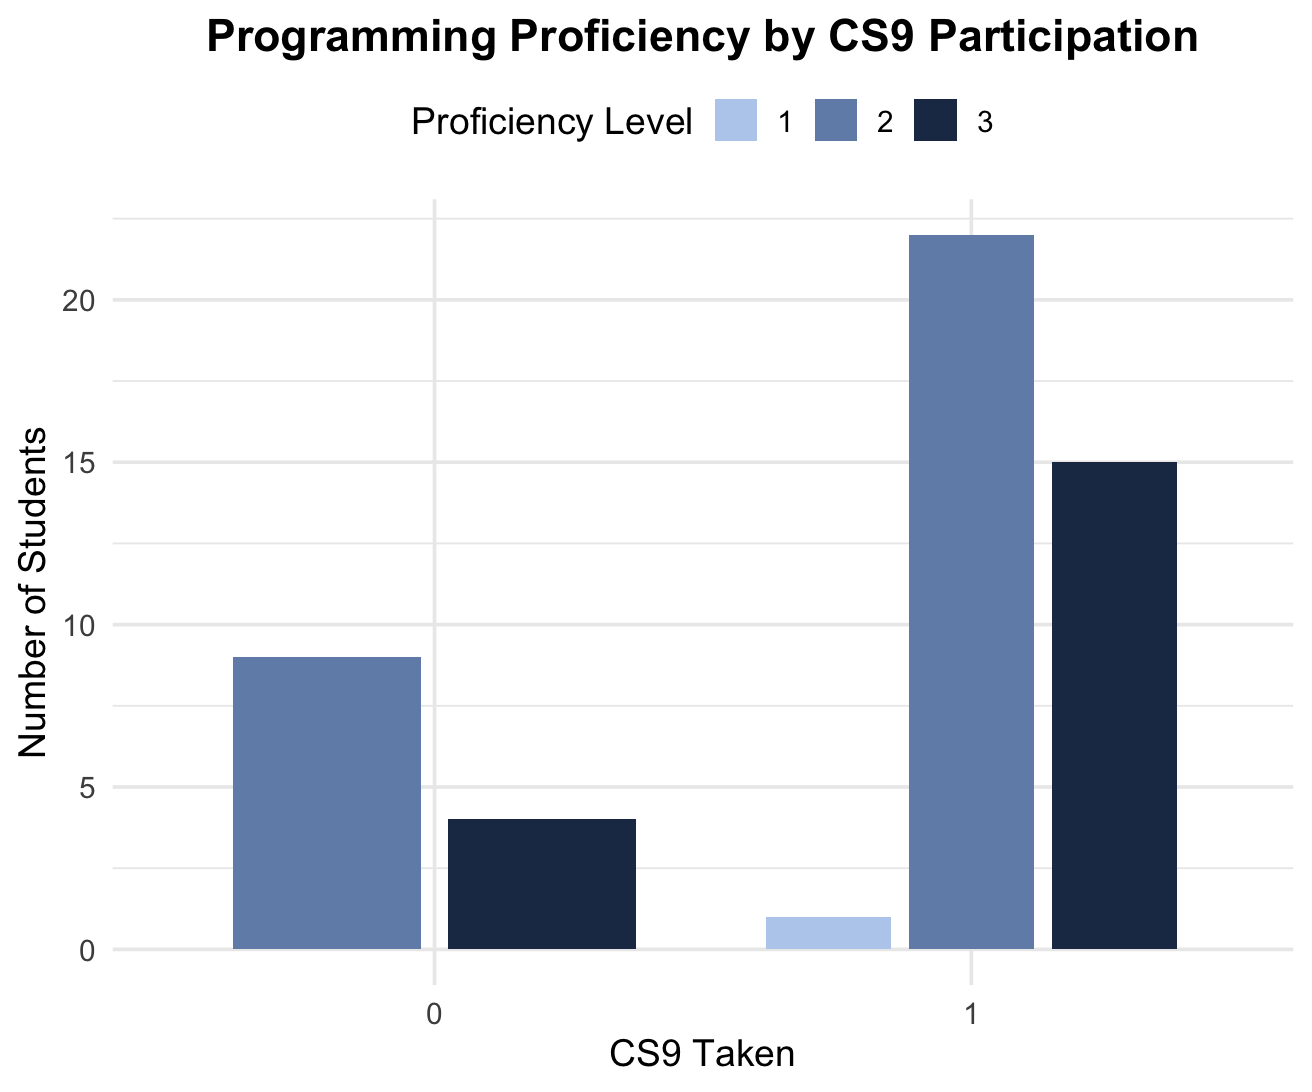 Programming Proficiency by CS9 Participation
Proficiency Level 1 2 3
Number of Students
20
15
10
5
0
0 1
CS9 Taken